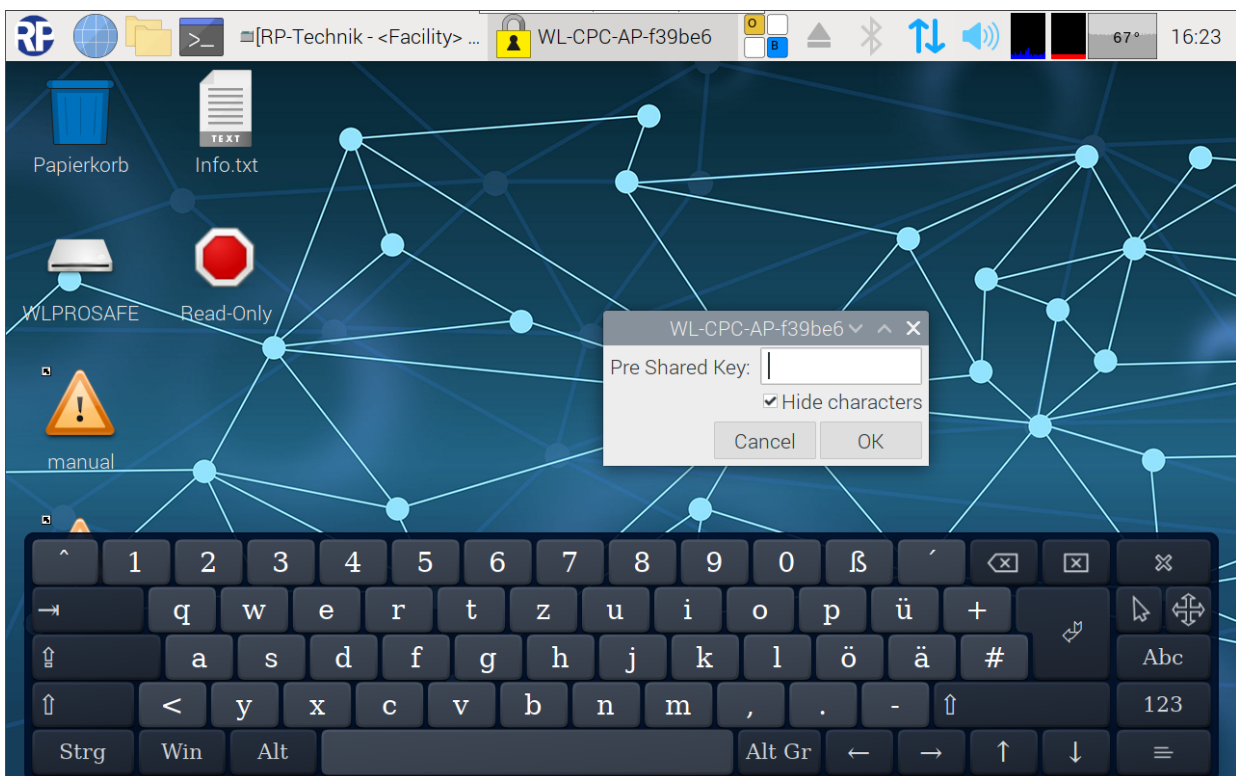 RP
>_
[RP-Technik - <Facility> ...
WL-CPC-AP-f39be6
O
B
67°
16:23
Papierkorb
TEXT
Info.txt
WLPROSAFE
Read-Only
manual
WL-CPC-AP-f39be6
Pre Shared Key:
Hide characters
Cancel
OK
^ 1 2 3 4 5 6 7 8 9 0 ß ´
q w e r t z u i o p ü +
a s d f g h j k l ö ä # Abc
< y x c v b n m , . - 123
Strg Win Alt Alt Gr ← → ↑ ↓